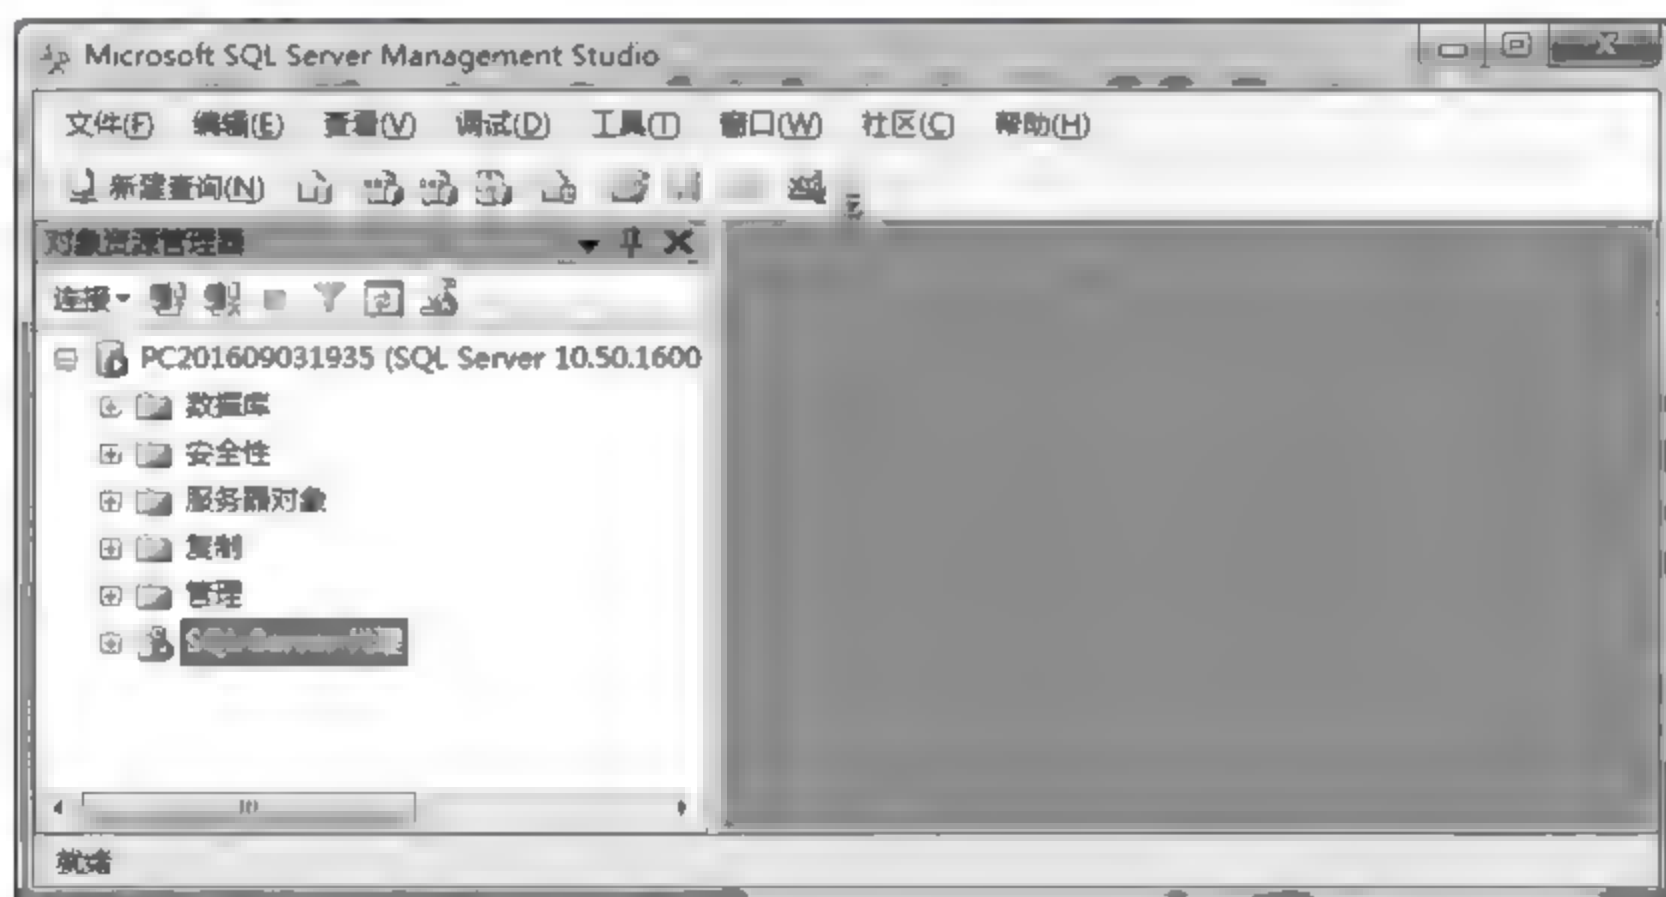 Microsoft SQL Server Management Studio
文件(F) 编辑(E) 查看(V) 调试(D) 工具(T) 窗口(W) 社区(C) 帮助(H)
新建查询(N)
对象资源管理器
连接
PC201609031935 (SQL Server 10.50.1600
数据库
安全性
服务器对象
复制
管理
SQL Server
就绪